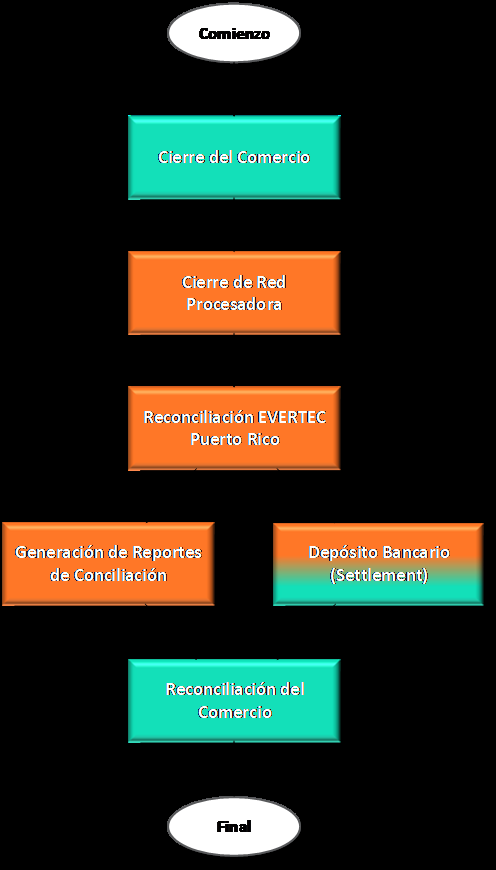 Comienzo
Cierre del Comercio
Cierre de Red
Procesadora
Reconciliación EVERTEC
Puerto Rico
Generación de Reportes
de Conciliación
Depósito Bancario
(Settlement)
Reconciliación del
Comercio
Final